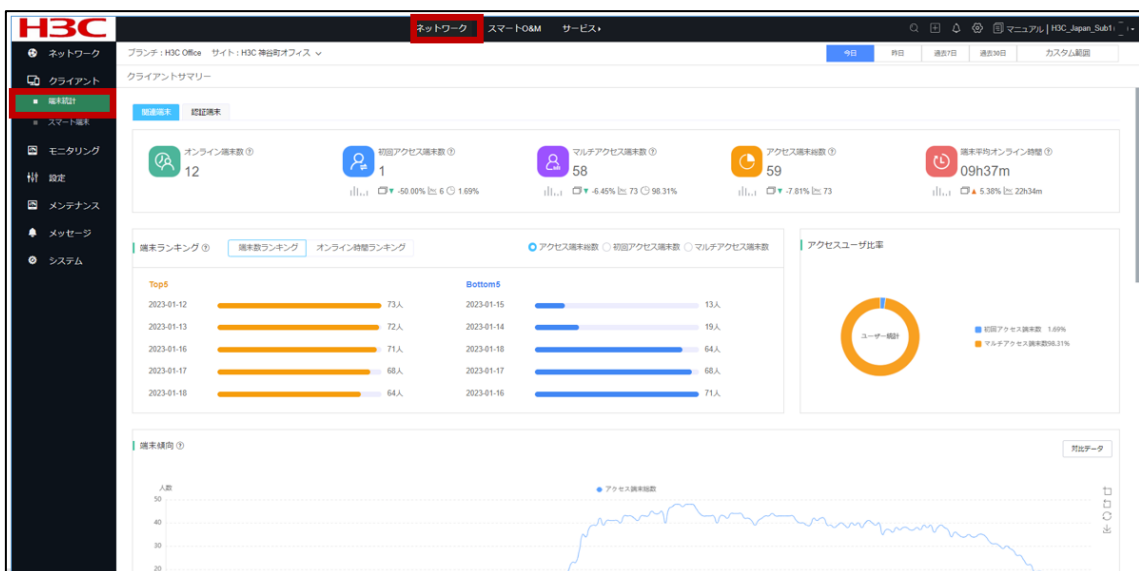 H3C
ネットワーク スマートO&M サービス
マニュアル | H3C_Japan_Sub1
ネットワーク
クライアント
端末統計
スマート端末
モニタリング
設定
メンテナンス
メッセージ
システム
ブランチ：H3C Office サイト：H3C 神谷町オフィス
今日 昨日 過去7日 過去30日 カスタム範囲
クライアントサマリー
関連端末 認証端末
オンライン端末数
12
初回アクセス端末数
1
-50.00% 6 1.69%
マルチアクセス端末数
58
-6.45% 73 98.31%
アクセス端末総数
59
-7.81% 73
端末平均オンライン時間
09h37m
5.38% 22h34m
端末ランキング 端末数ランキング オンライン時間ランキング アクセス端末総数 初回アクセス端末数 マルチアクセス端末数
Top5 Bottom5
2023-01-12 73人 2023-01-15 13人
2023-01-13 72人 2023-01-14 19人
2023-01-16 71人 2023-01-18 64人
2023-01-17 68人 2023-01-17 68人
2023-01-18 64人 2023-01-16 71人
アクセスユーザ比率
ユーザー統計
初回アクセス端末数 1.69%
マルチアクセス端末数98.31%
端末傾向
対比データ
人数
アクセス端末総数
50
40
30
20